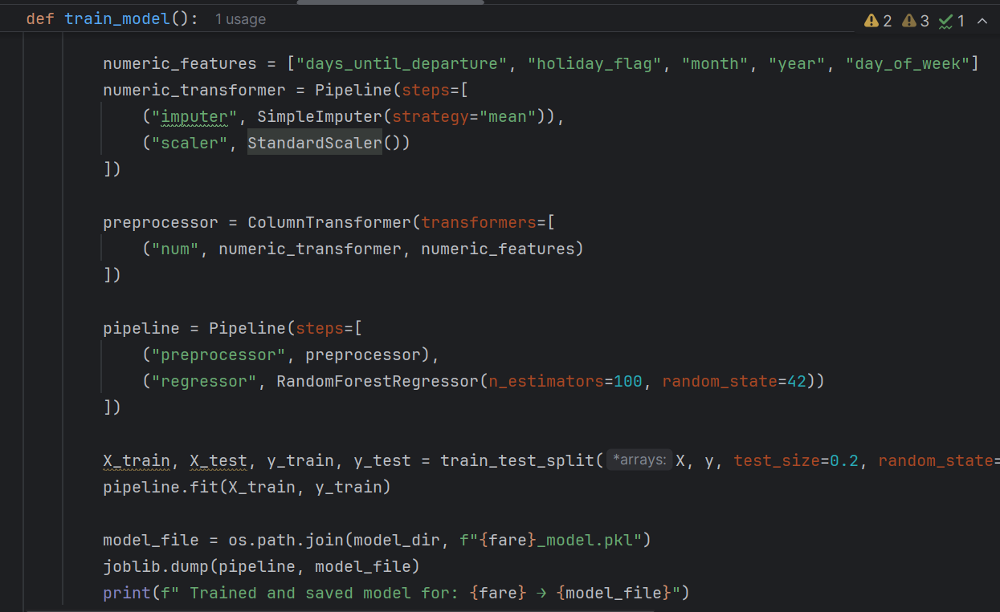 def train_model():  1 usage  2  3  1
numeric_features = ["days_until_departure", "holiday_flag", "month", "year", "day_of_week"]
numeric_transformer = Pipeline(steps=[
("imputer", SimpleImputer(strategy="mean")),
("scaler", StandardScaler())
])
preprocessor = ColumnTransformer(transformers=[
("num", numeric_transformer, numeric_features)
])
pipeline = Pipeline(steps=[
("preprocessor", preprocessor),
("regressor", RandomForestRegressor(n_estimators=100, random_state=42))
])
X_train, X_test, y_train, y_test = train_test_split( *arrays: X, y, test_size=0.2, random_state=
pipeline.fit(X_train, y_train)
model_file = os.path.join(model_dir, f"{fare}_model.pkl")
joblib.dump(pipeline, model_file)
print(f" Trained and saved model for: {fare} → {model_file}")